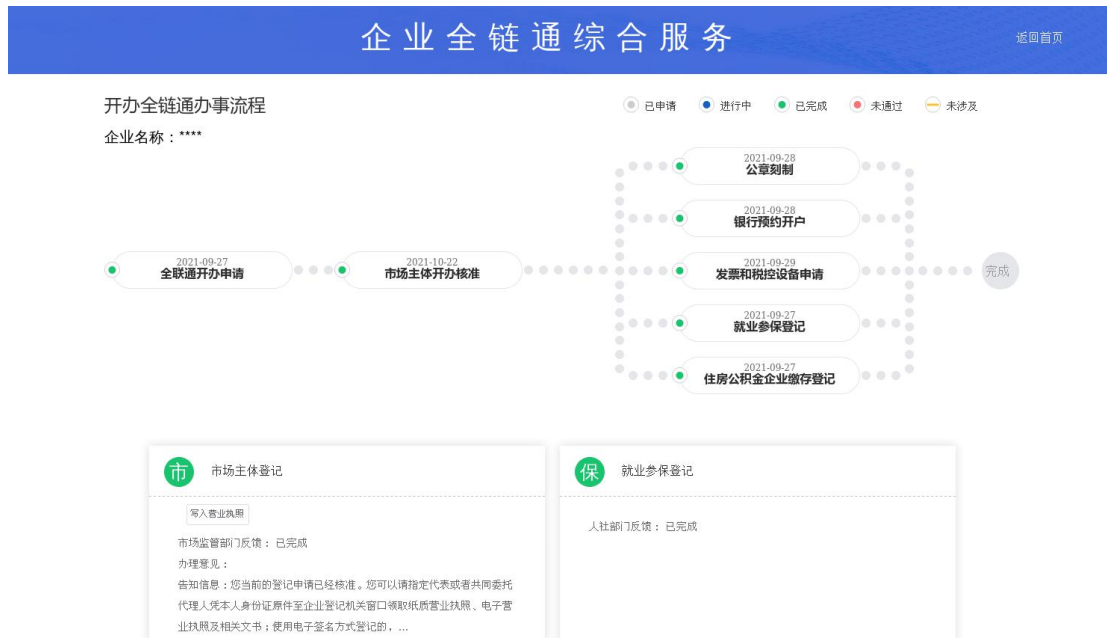 企业全链通综合服务
返回首页
开办全链通办事流程
已申请 进行中 已完成 未通过 未涉及
企业名称：****
2021-09-28
公章刻制
2021-09-28
银行预约开户
2021-09-27
全联通开办申请
2021-10-22
市场主体开办核准
2021-09-29
发票和税控设备申请
完成
2021-09-27
就业参保登记
2021-09-27
住房公积金企业缴存登记
市 市场主体登记
写入营业执照
市场监督部门反馈： 已完成
办理意见：
告知信息：您当前的登记申请已经核准。您可以请指定代表或者共同委托
代理人凭本人身份证原件至企业登记机关窗口领取纸质营业执照、电子营
业执照及相关文书；使用电子签名方式登记的，...
保 就业参保登记
人社部门反馈： 已完成